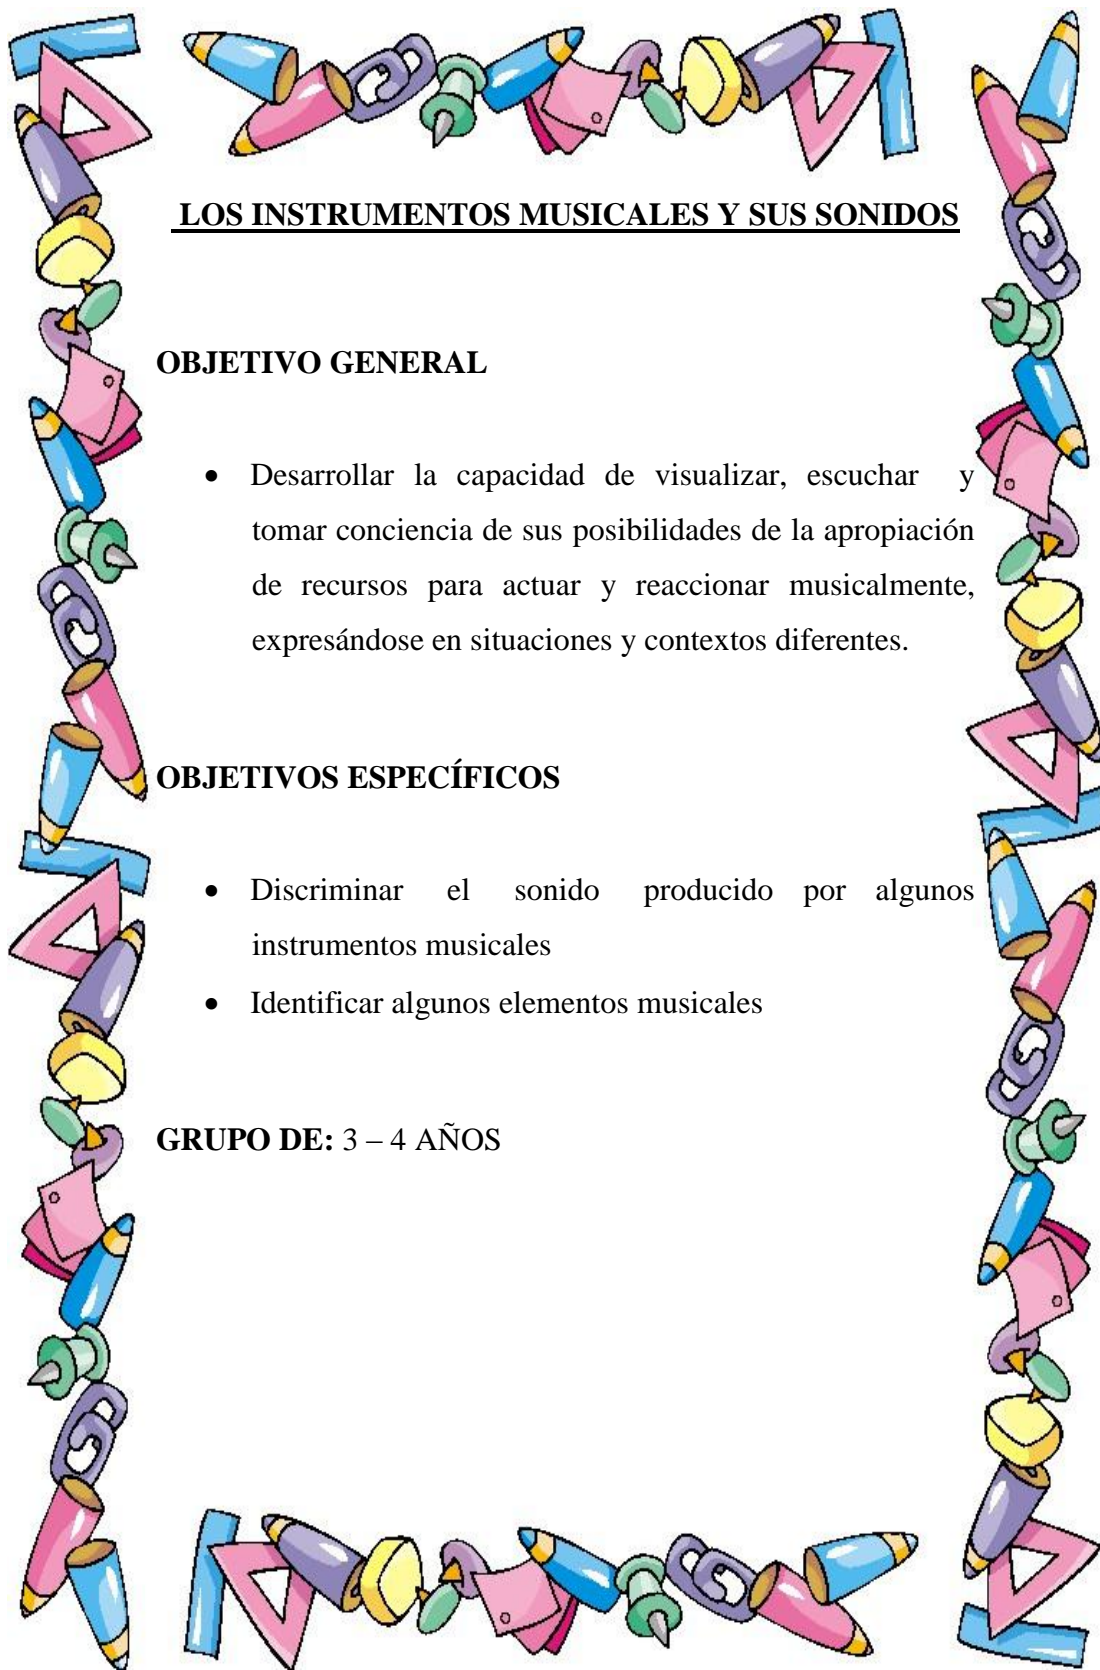 LOS INSTRUMENTOS MUSICALES Y SUS SONIDOS
OBJETIVO GENERAL
• Desarrollar la capacidad de visualizar, escuchar y
tomar conciencia de sus posibilidades de la apropiación
de recursos para actuar y reaccionar musicalmente,
expresándose en situaciones y contextos diferentes.
OBJETIVOS ESPECÍFICOS
• Discriminar el sonido producido por algunos
instrumentos musicales
• Identificar algunos elementos musicales
GRUPO DE: 3 – 4 AÑOS